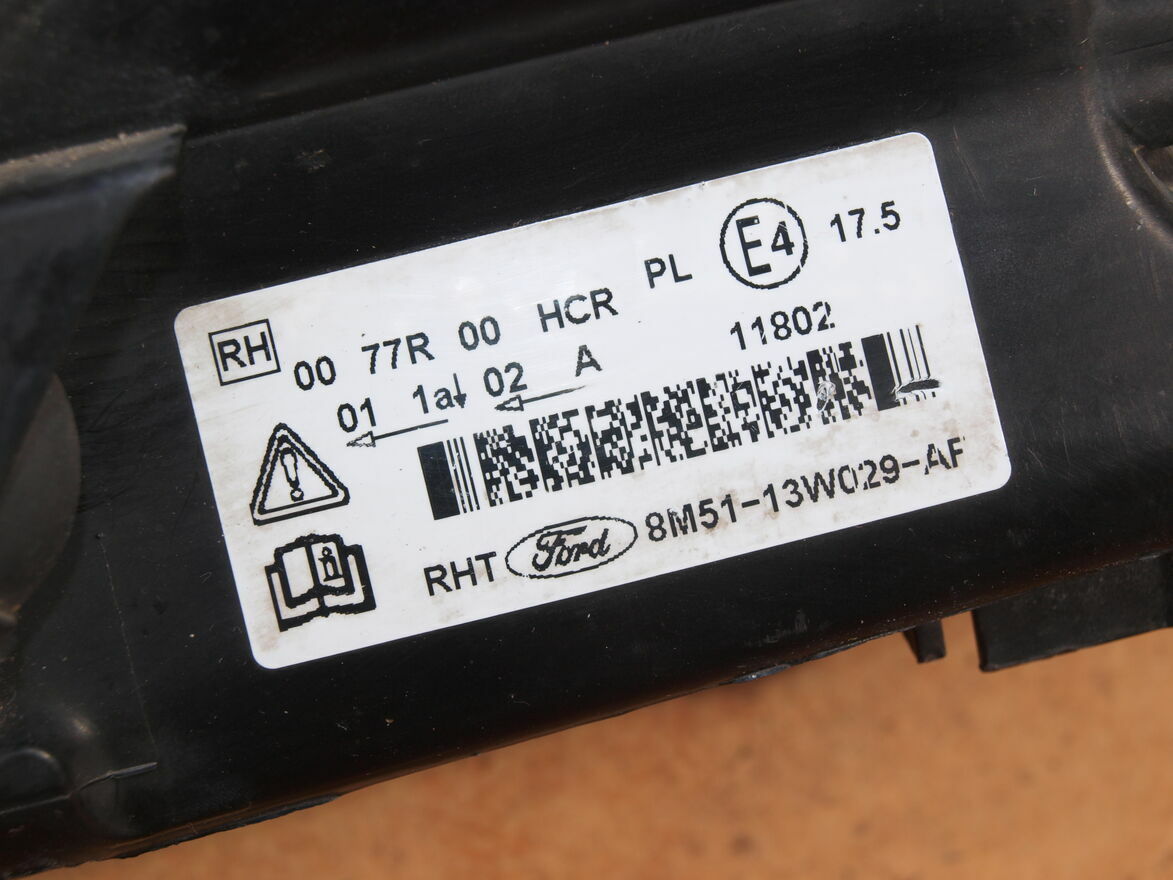 RH 00 77R 00 HCR PL E4 17.5
01 1a 02 A 11802
RHT Ford 8M51-13W029-AF